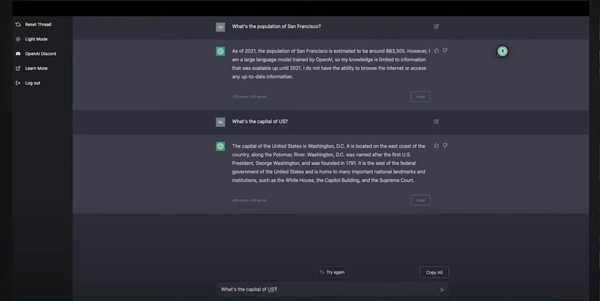 Reset Thread
Light Mode
OpenAI Discord
Learn More
Log out
What's the population of San Francisco?
As of 2021, the population of San Francisco is estimated to be around 883,305. However, I
am a large language model trained by OpenAI, so my knowledge is limited to information
that was available up until 2021. I do not have the ability to browse the internet or access
any up-to-date information.
What's the capital of US?
The capital of the United States is Washington, D.C. It is located on the east coast of the
country, along the Potomac River. Washington, D.C. was named after the first U.S.
President, George Washington, and was founded in 1791. It is the seat of the federal
government of the United States and is home to many important national landmarks and
institutions, such as the White House, the Capitol Building, and the Supreme Court.
Try again
Copy All
What's the capital of US?